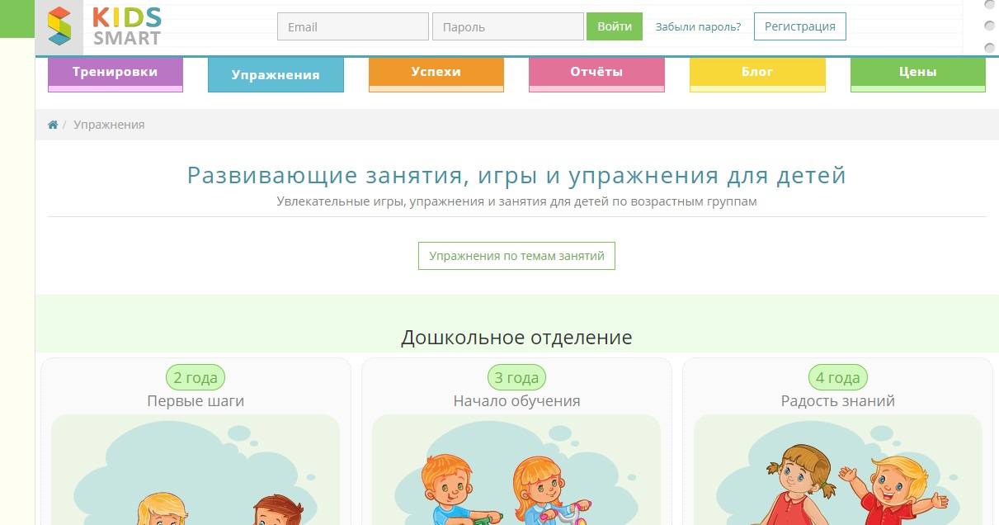 KIDS
SMART
Email
Пароль
Войти
Забыли пароль?
Регистрация
Тренировки
Упражнения
Успехи
Отчёты
Блог
Цены
/ Упражнения
Развивающие занятия, игры и упражнения для детей
Увлекательные игры, упражнения и занятия для детей по возрастным группам
Упражнения по темам занятий
Дошкольное отделение
2 года
Первые шаги
3 года
Начало обучения
4 года
Радость знаний